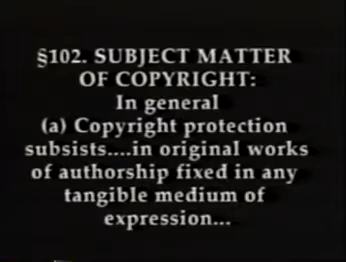 §102. SUBJECT MATTER
OF COPYRIGHT:
In general
(a) Copyright protection
subsists....in original works
of authorship fixed in any
tangible medium of
expression...